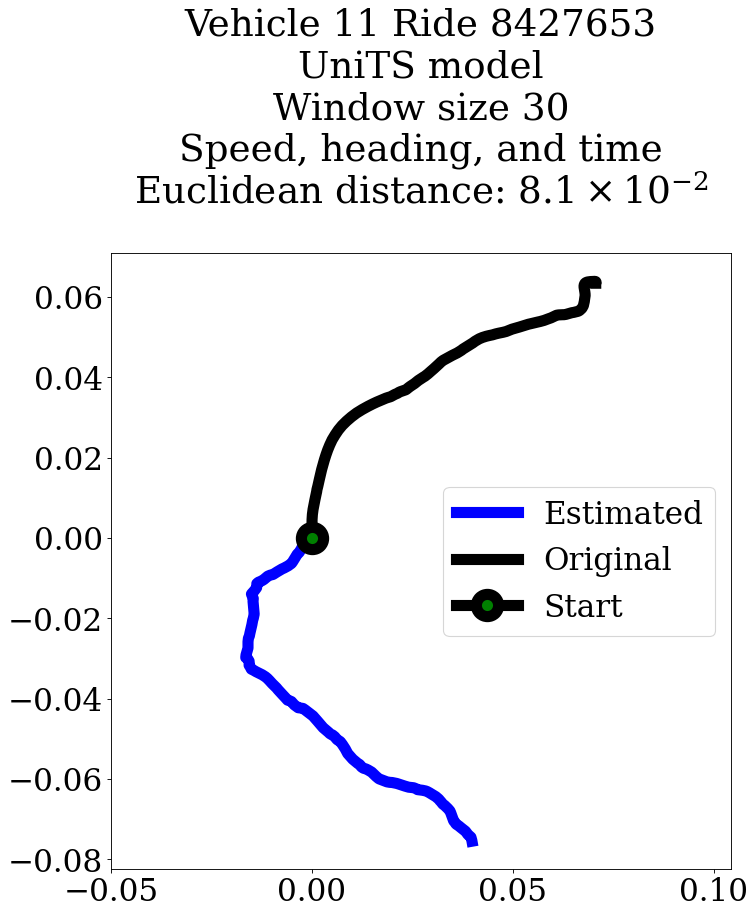 Vehicle 11 Ride 8427653
UniTS model
Window size 30
Speed, heading, and time
Euclidean distance: 8.1 × 10⁻²
0.06
0.04
0.02
0.00
−0.02
−0.04
−0.06
−0.08
Estimated
Original
Start
−0.05
0.00
0.05
0.10